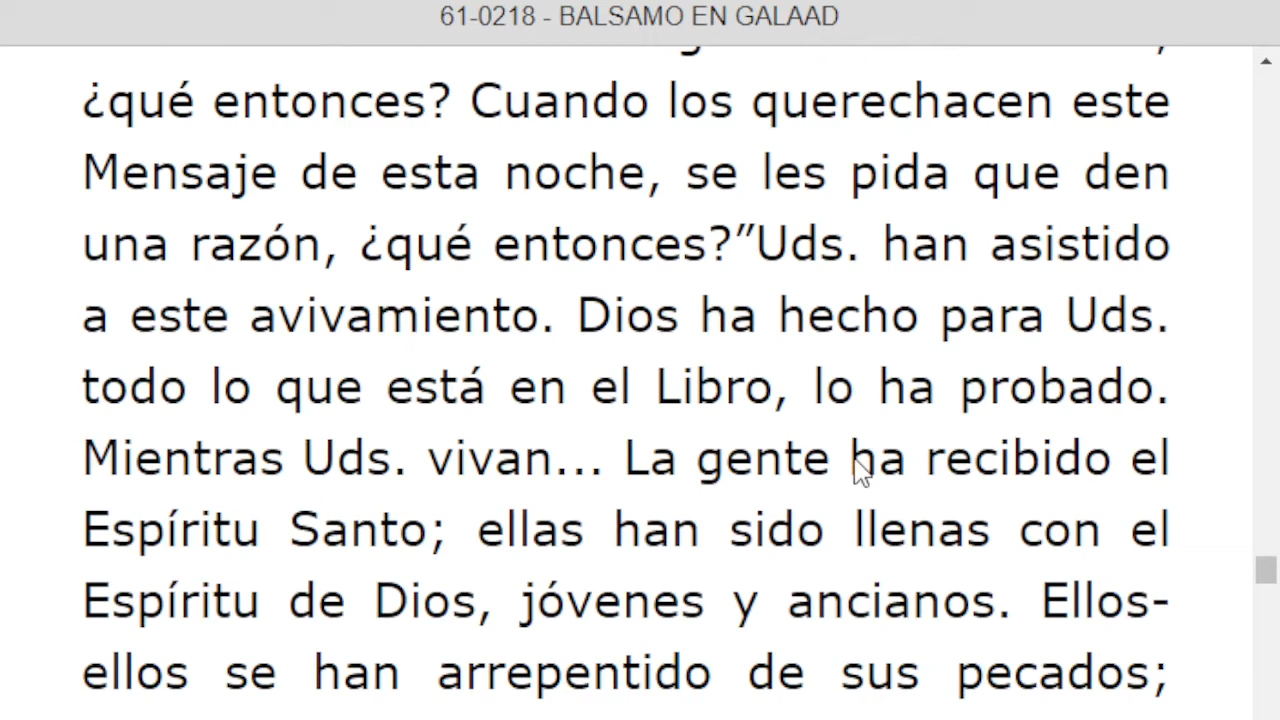 61-0218 - BALSAMO EN GALAAD
¿qué entonces? Cuando los querechacen este
Mensaje de esta noche, se les pida que den
una razón, ¿qué entonces?”Uds. han asistido
a este avivamiento. Dios ha hecho para Uds.
todo lo que está en el Libro, lo ha probado.
Mientras Uds. vivan... La gente ha recibido el
Espíritu Santo; ellas han sido llenas con el
Espíritu de Dios, jóvenes y ancianos. Ellos-
ellos se han arrepentido de sus pecados;